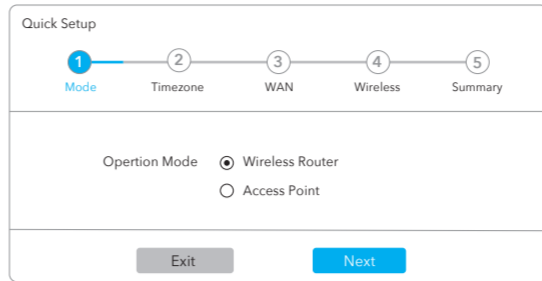 Quick Setup
1 2 3 4 5
Mode Timezone WAN Wireless Summary
Opertion Mode Wireless Router
Access Point
Exit Next